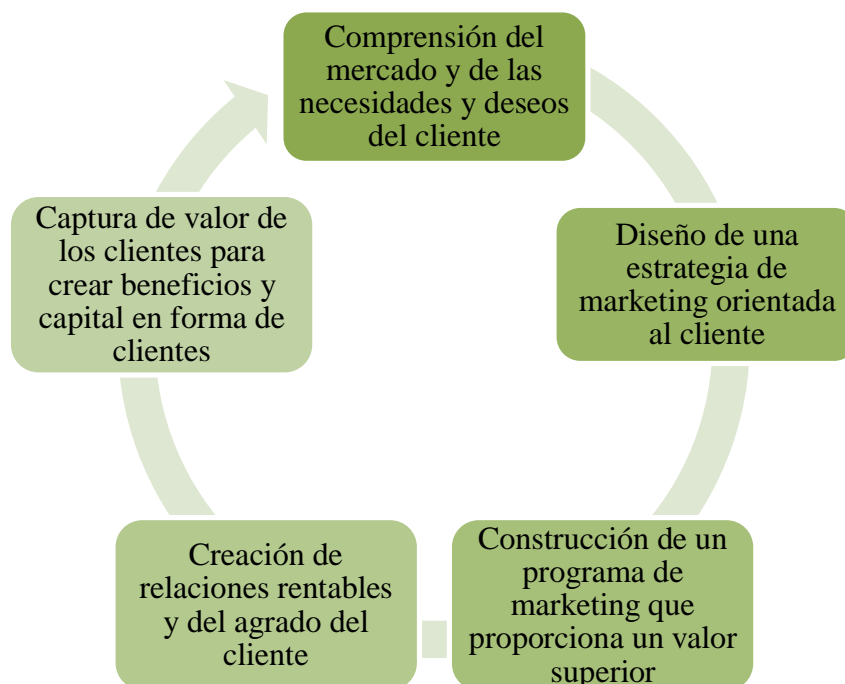 Comprensión del
mercado y de las
necesidades y deseos
del cliente
Diseño de una
estrategia de
marketing orientada
al cliente
Construcción de un
programa de
marketing que
proporciona un valor
superior
Creación de
relaciones rentables
y del agrado del
cliente
Captura de valor de
los clientes para
crear beneficios y
capital en forma de
clientes